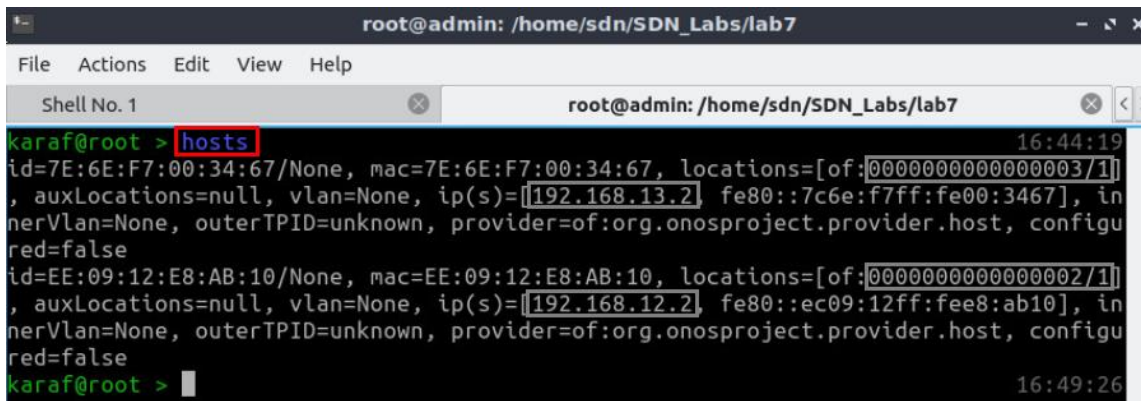 root@admin: /home/sdn/SDN_Labs/lab7
File Actions Edit View Help
Shell No. 1 root@admin: /home/sdn/SDN_Labs/lab7
karaf@root > hosts 16:44:19
id=7E:6E:F7:00:34:67/None, mac=7E:6E:F7:00:34:67, locations=[of:0000000000000003/1]
, auxLocations=null, vlan=None, ip(s)=[192.168.13.2, fe80::7c6e:f7ff:fe00:3467], in
nerVlan=None, outerTPID=unknown, provider=of:org.onosproject.provider.host, configu
red=false
id=EE:09:12:E8:AB:10/None, mac=EE:09:12:E8:AB:10, locations=[of:0000000000000002/1]
, auxLocations=null, vlan=None, ip(s)=[192.168.12.2, fe80::ec09:12ff:fee8:ab10], in
nerVlan=None, outerTPID=unknown, provider=of:org.onosproject.provider.host, configu
red=false
karaf@root > 16:49:26